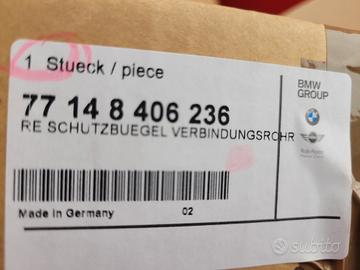 1 Stueck / piece
77 14 8 406 236
RE SCHUTZBUEGEL VERBINDUNGSROHR
BMW
GROUP
Made in Germany
02
subito